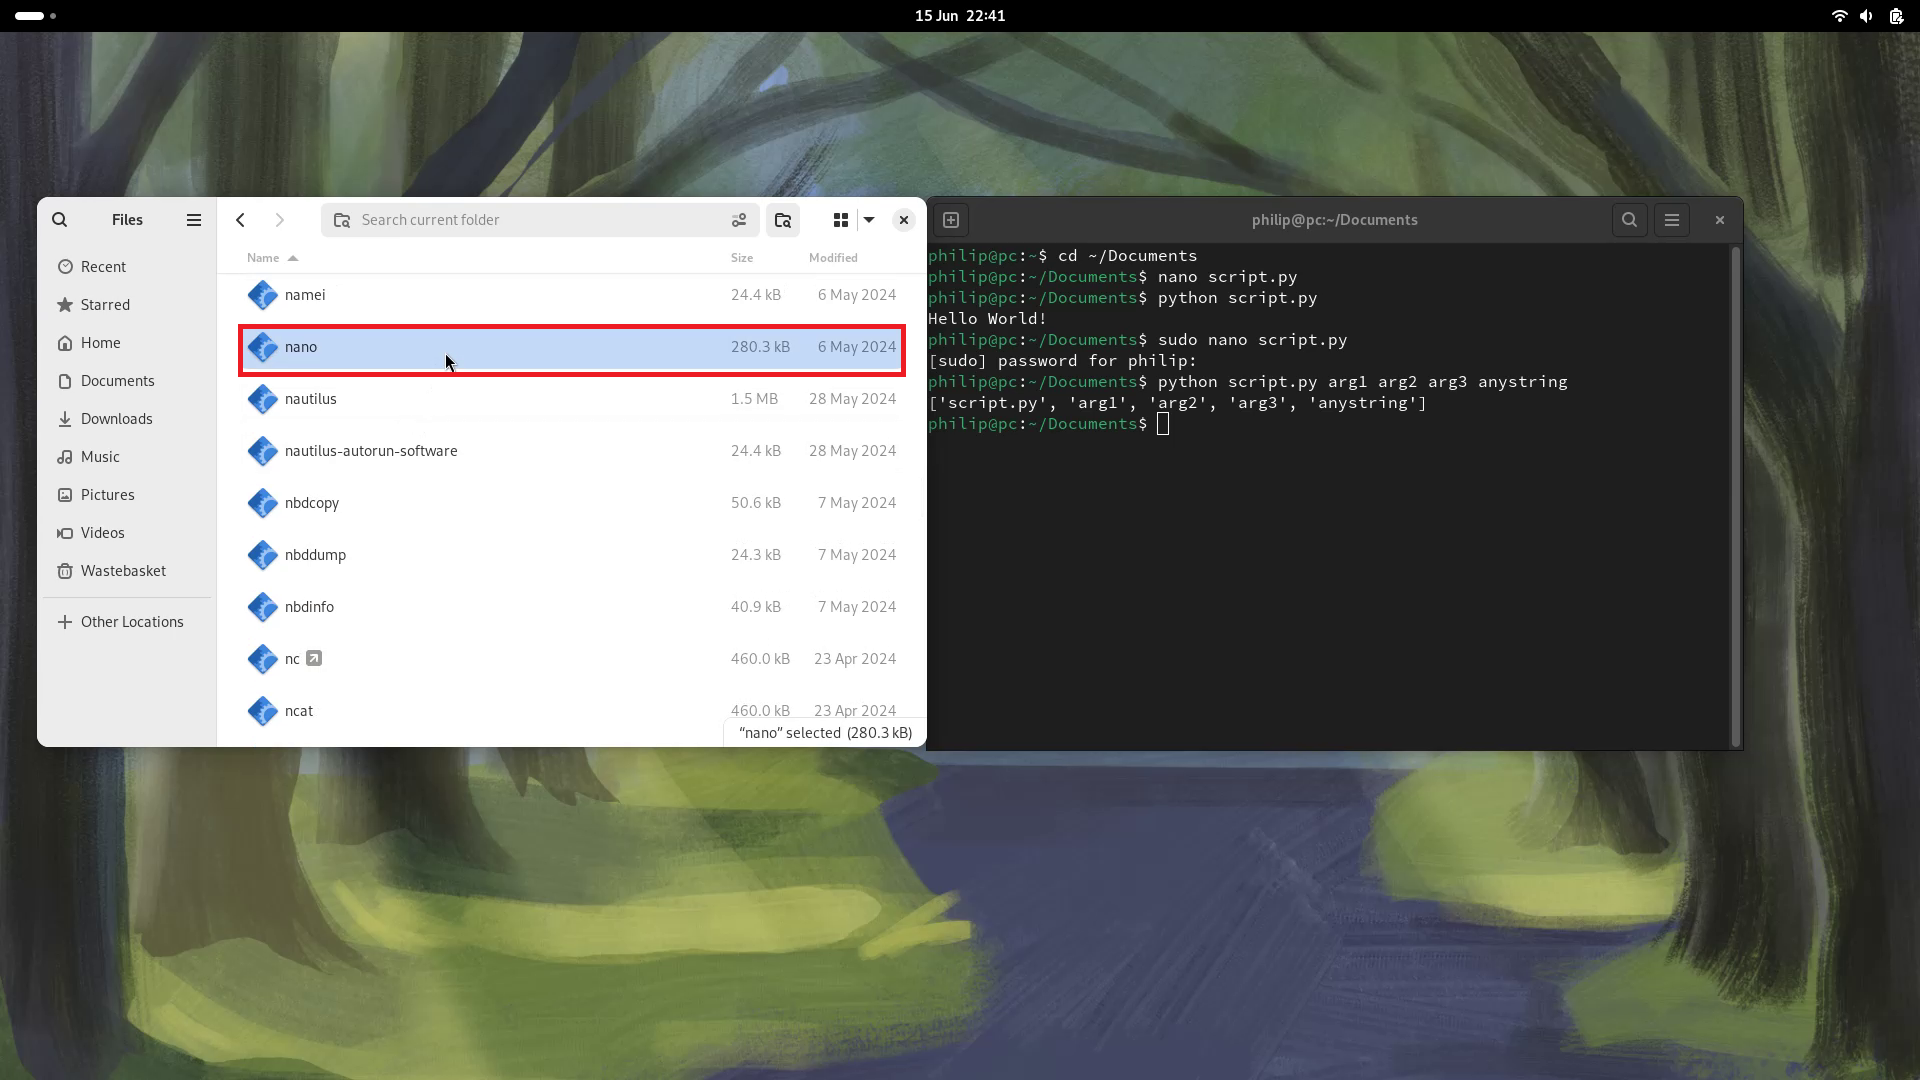 15 Jun 22:41
Files
Search current folder
Recent
Starred
Home
Documents
Downloads
Music
Pictures
Videos
Wastebasket
Other Locations
Name Size Modified
namei 24.4 kB 6 May 2024
nano 280.3 kB 6 May 2024
nautilus 1.5 MB 28 May 2024
nautilus-autorun-software 24.4 kB 28 May 2024
nbdcopy 50.6 kB 7 May 2024
nbddump 24.3 kB 7 May 2024
nbdinfo 40.9 kB 7 May 2024
nc 460.0 kB 23 Apr 2024
ncat 460.0 kB 23 Apr 2024
“nano” selected (280.3 kB)
philip@pc:~/Documents
philip@pc:~$ cd ~/Documents
philip@pc:~/Documents$ nano script.py
philip@pc:~/Documents$ python script.py
Hello World!
philip@pc:~/Documents$ sudo nano script.py
[sudo] password for philip:
philip@pc:~/Documents$ python script.py arg1 arg2 arg3 anystring
['script.py', 'arg1', 'arg2', 'arg3', 'anystring']
philip@pc:~/Documents$